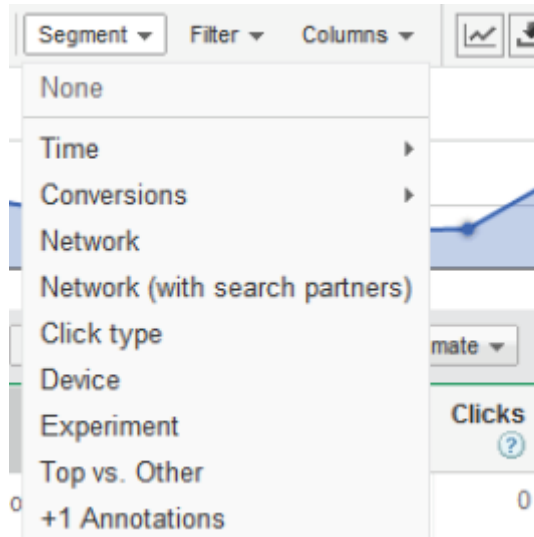 Segment Filter Columns
None
Time
Conversions
Network
Network (with search partners)
Click type
mate
Device
Experiment
Clicks
?
Top vs. Other
0
+1 Annotations